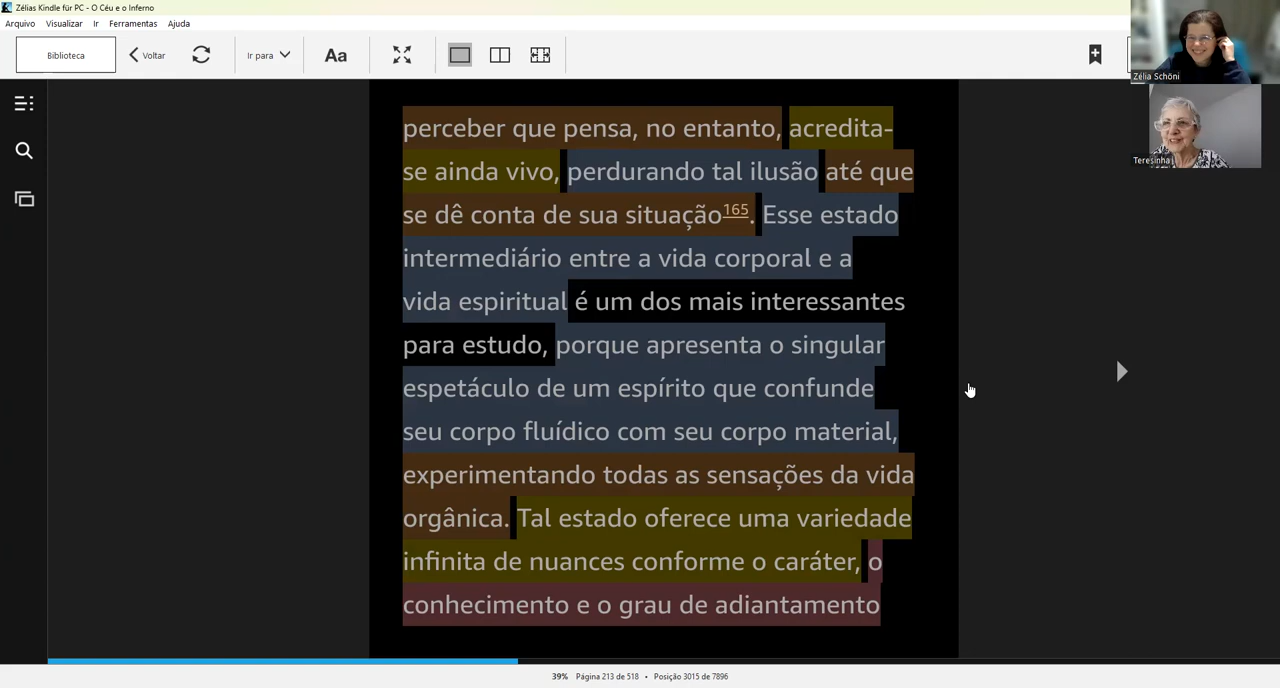 Zélias Kindle für PC - O Céu e o Inferno
Arquivo Visualizar Ir Ferramentas Ajuda
Biblioteca Voltar Ir para Aa
Zélia Schöni
Teresinha
perceber que pensa, no entanto, acredita-
se ainda vivo, perdurando tal ilusão até que
se dê conta de sua situação165. Esse estado
intermediário entre a vida corporal e a
vida espiritual é um dos mais interessantes
para estudo, porque apresenta o singular
espetáculo de um espírito que confunde
seu corpo fluídico com seu corpo material,
experimentando todas as sensações da vida
orgânica. Tal estado oferece uma variedade
infinita de nuances conforme o caráter, o
conhecimento e o grau de adiantamento
39% Página 213 de 518 • Posição 3015 de 7896